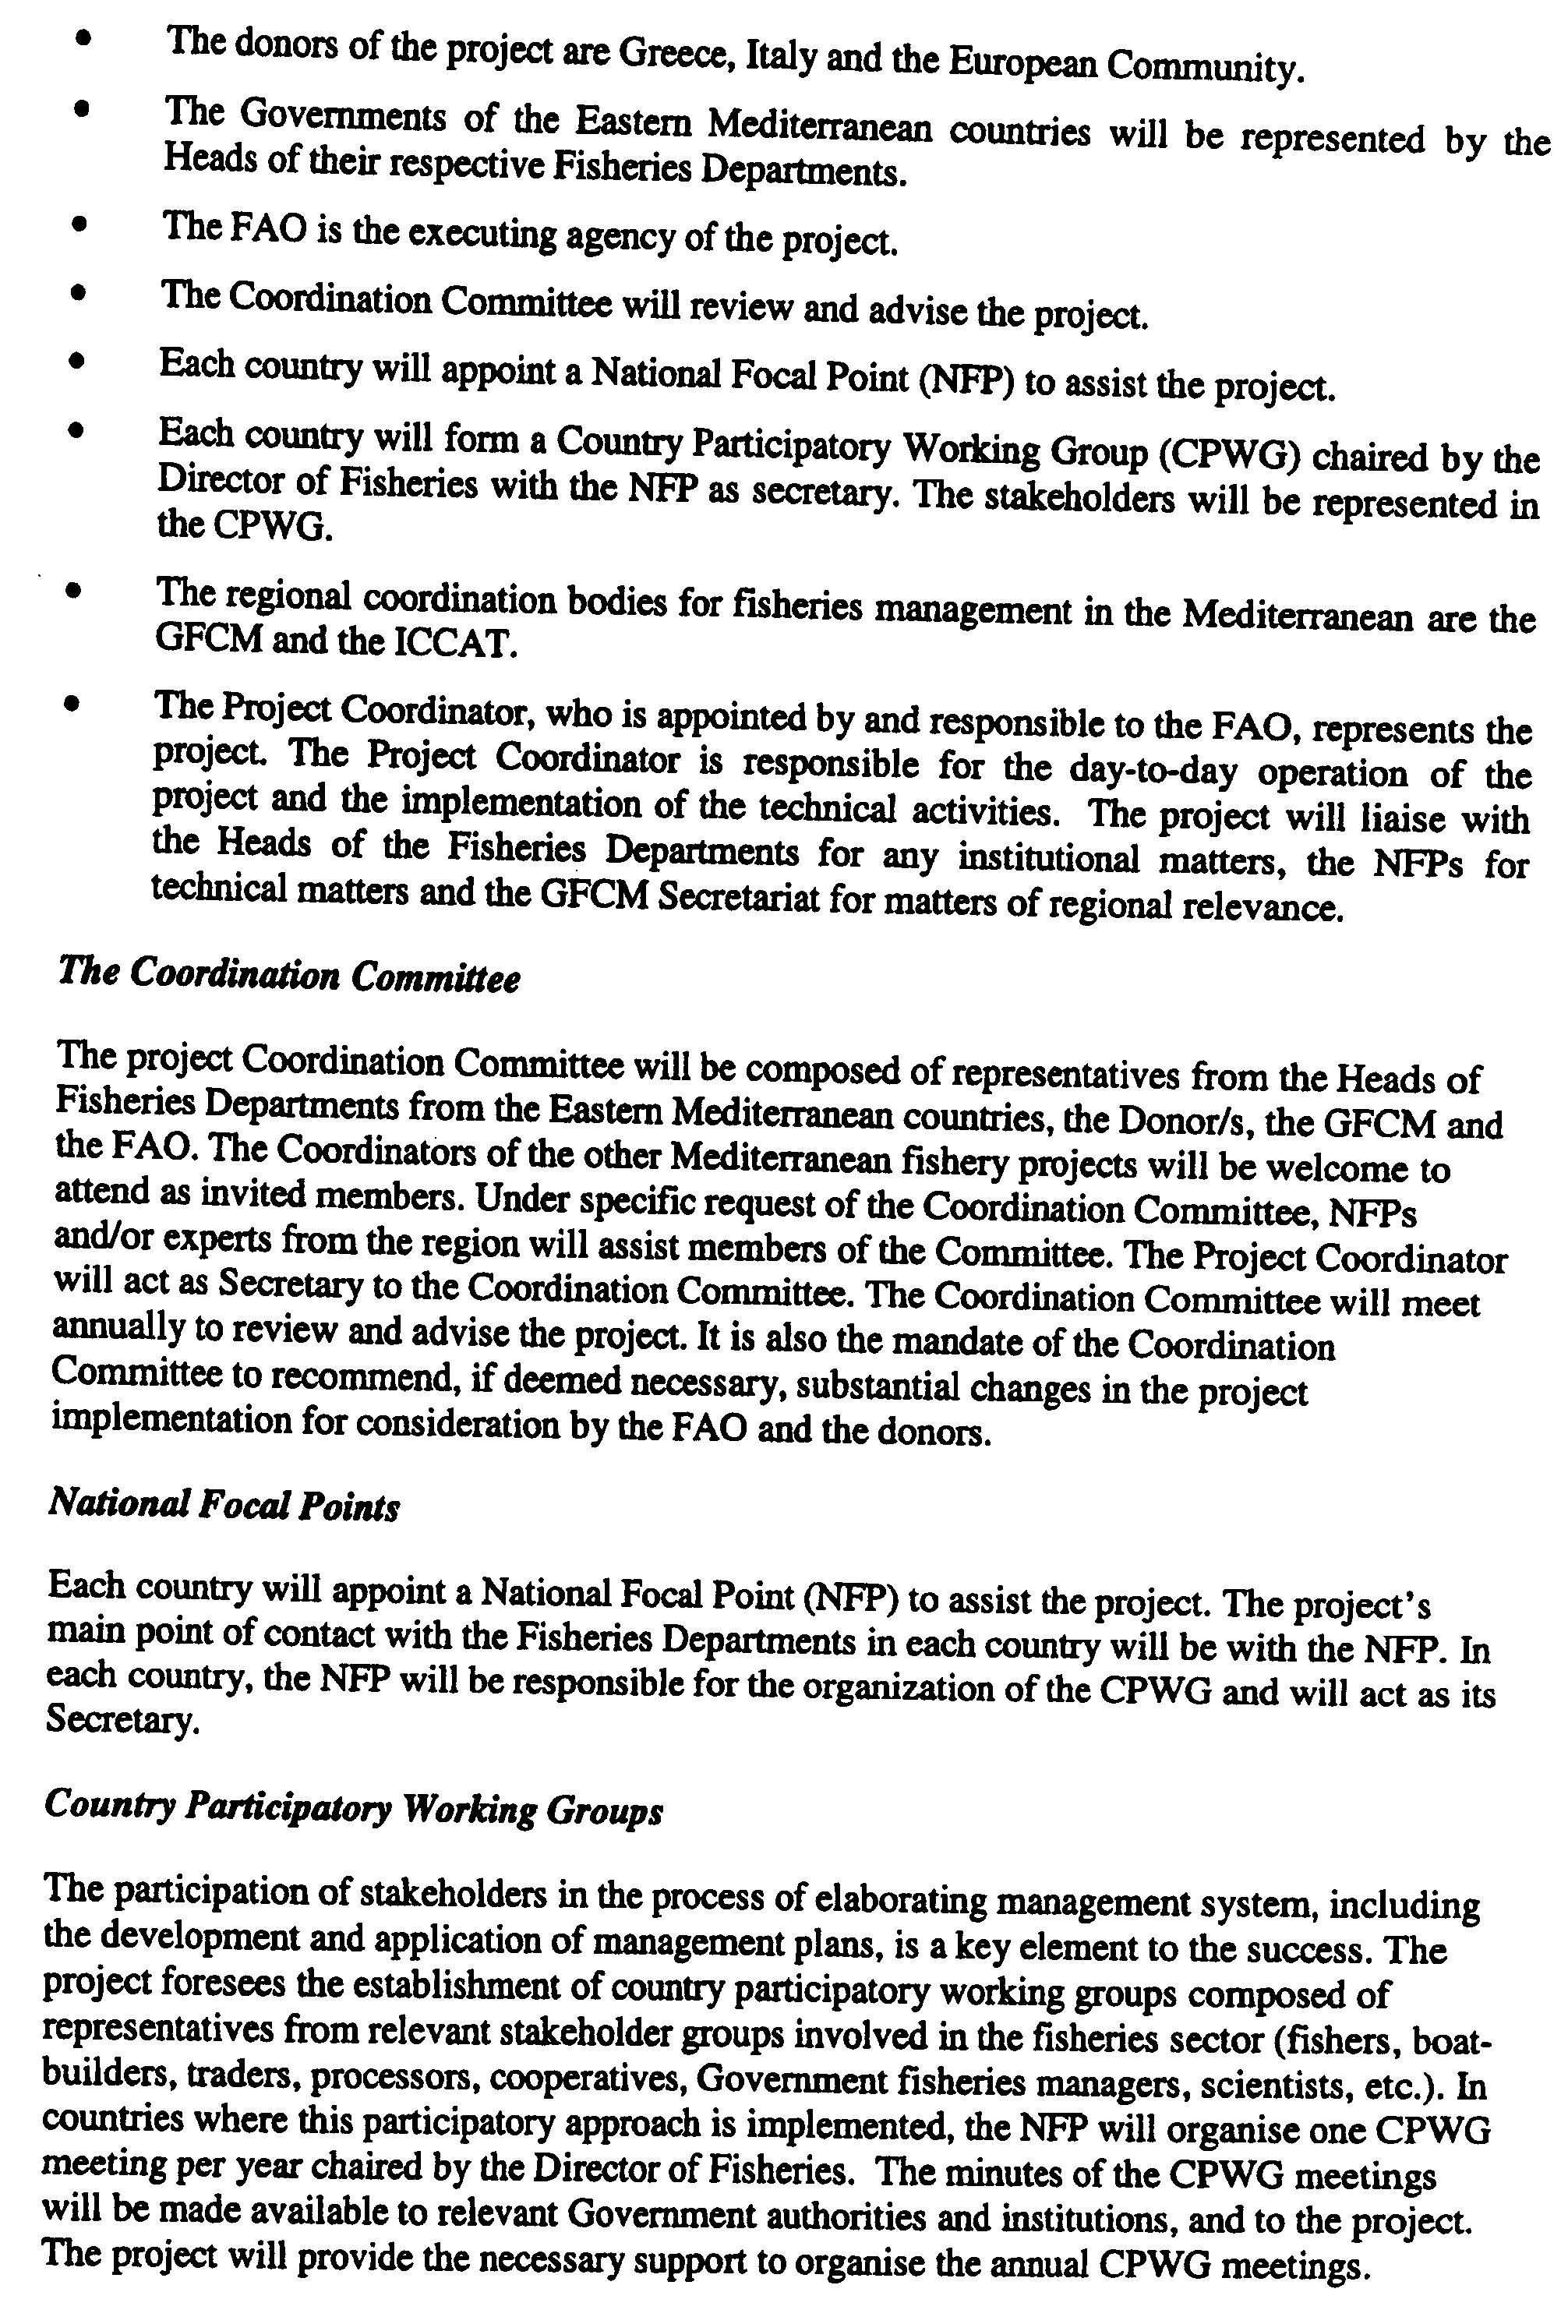 • The donors of the project are Greece, Italy and the European Community.
• The Governments of the Eastern Mediterranean countries will be represented by the
Heads of their respective Fisheries Departments.
• The FAO is the executing agency of the project.
• The Coordination Committee will review and advise the project.
• Each country will appoint a National Focal Point (NFP) to assist the project.
• Each country will form a Country Participatory Working Group (CPWG) chaired by the
Director of Fisheries with the NFP as secretary. The stakeholders will be represented in
the CPWG.
• The regional coordination bodies for fisheries management in the Mediterranean are the
GFCM and the ICCAT.
• The Project Coordinator, who is appointed by and responsible to the FAO, represents the
project. The Project Coordinator is responsible for the day-to-day operation of the
project and the implementation of the technical activities. The project will liaise with
the Heads of the Fisheries Departments for any institutional matters, the NFPs for
technical matters and the GFCM Secretariat for matters of regional relevance.
The Coordination Committee
The project Coordination Committee will be composed of representatives from the Heads of
Fisheries Departments from the Eastern Mediterranean countries, the Donor/s, the GFCM and
the FAO. The Coordinators of the other Mediterranean fishery projects will be welcome to
attend as invited members. Under specific request of the Coordination Committee, NFPs
and/or experts from the region will assist members of the Committee. The Project Coordinator
will act as Secretary to the Coordination Committee. The Coordination Committee will meet
annually to review and advise the project. It is also the mandate of the Coordination
Committee to recommend, if deemed necessary, substantial changes in the project
implementation for consideration by the FAO and the donors.
National Focal Points
Each country will appoint a National Focal Point (NFP) to assist the project. The project's
main point of contact with the Fisheries Departments in each country will be with the NFP. In
each country, the NFP will be responsible for the organization of the CPWG and will act as its
Secretary.
Country Participatory Working Groups
The participation of stakeholders in the process of elaborating management system, including
the development and application of management plans, is a key element to the success. The
project foresees the establishment of country participatory working groups composed of
representatives from relevant stakeholder groups involved in the fisheries sector (fishers, boat-
builders, traders, processors, cooperatives, Government fisheries managers, scientists, etc.). In
countries where this participatory approach is implemented, the NFP will organise one CPWG
meeting per year chaired by the Director of Fisheries. The minutes of the CPWG meetings
will be made available to relevant Government authorities and institutions, and to the project.
The project will provide the necessary support to organise the annual CPWG meetings.